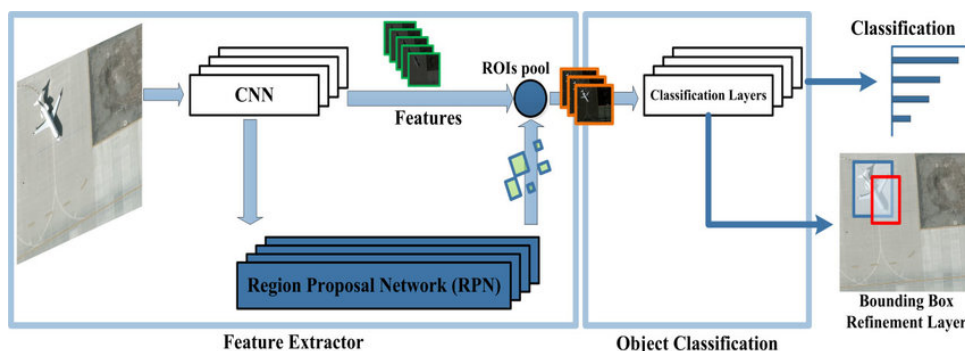 Classification
ROIs pool
CNN
Classification Layers
Features
Region Proposal Network (RPN)
Bounding Box
Refinement Layer
Feature Extractor
Object Classification